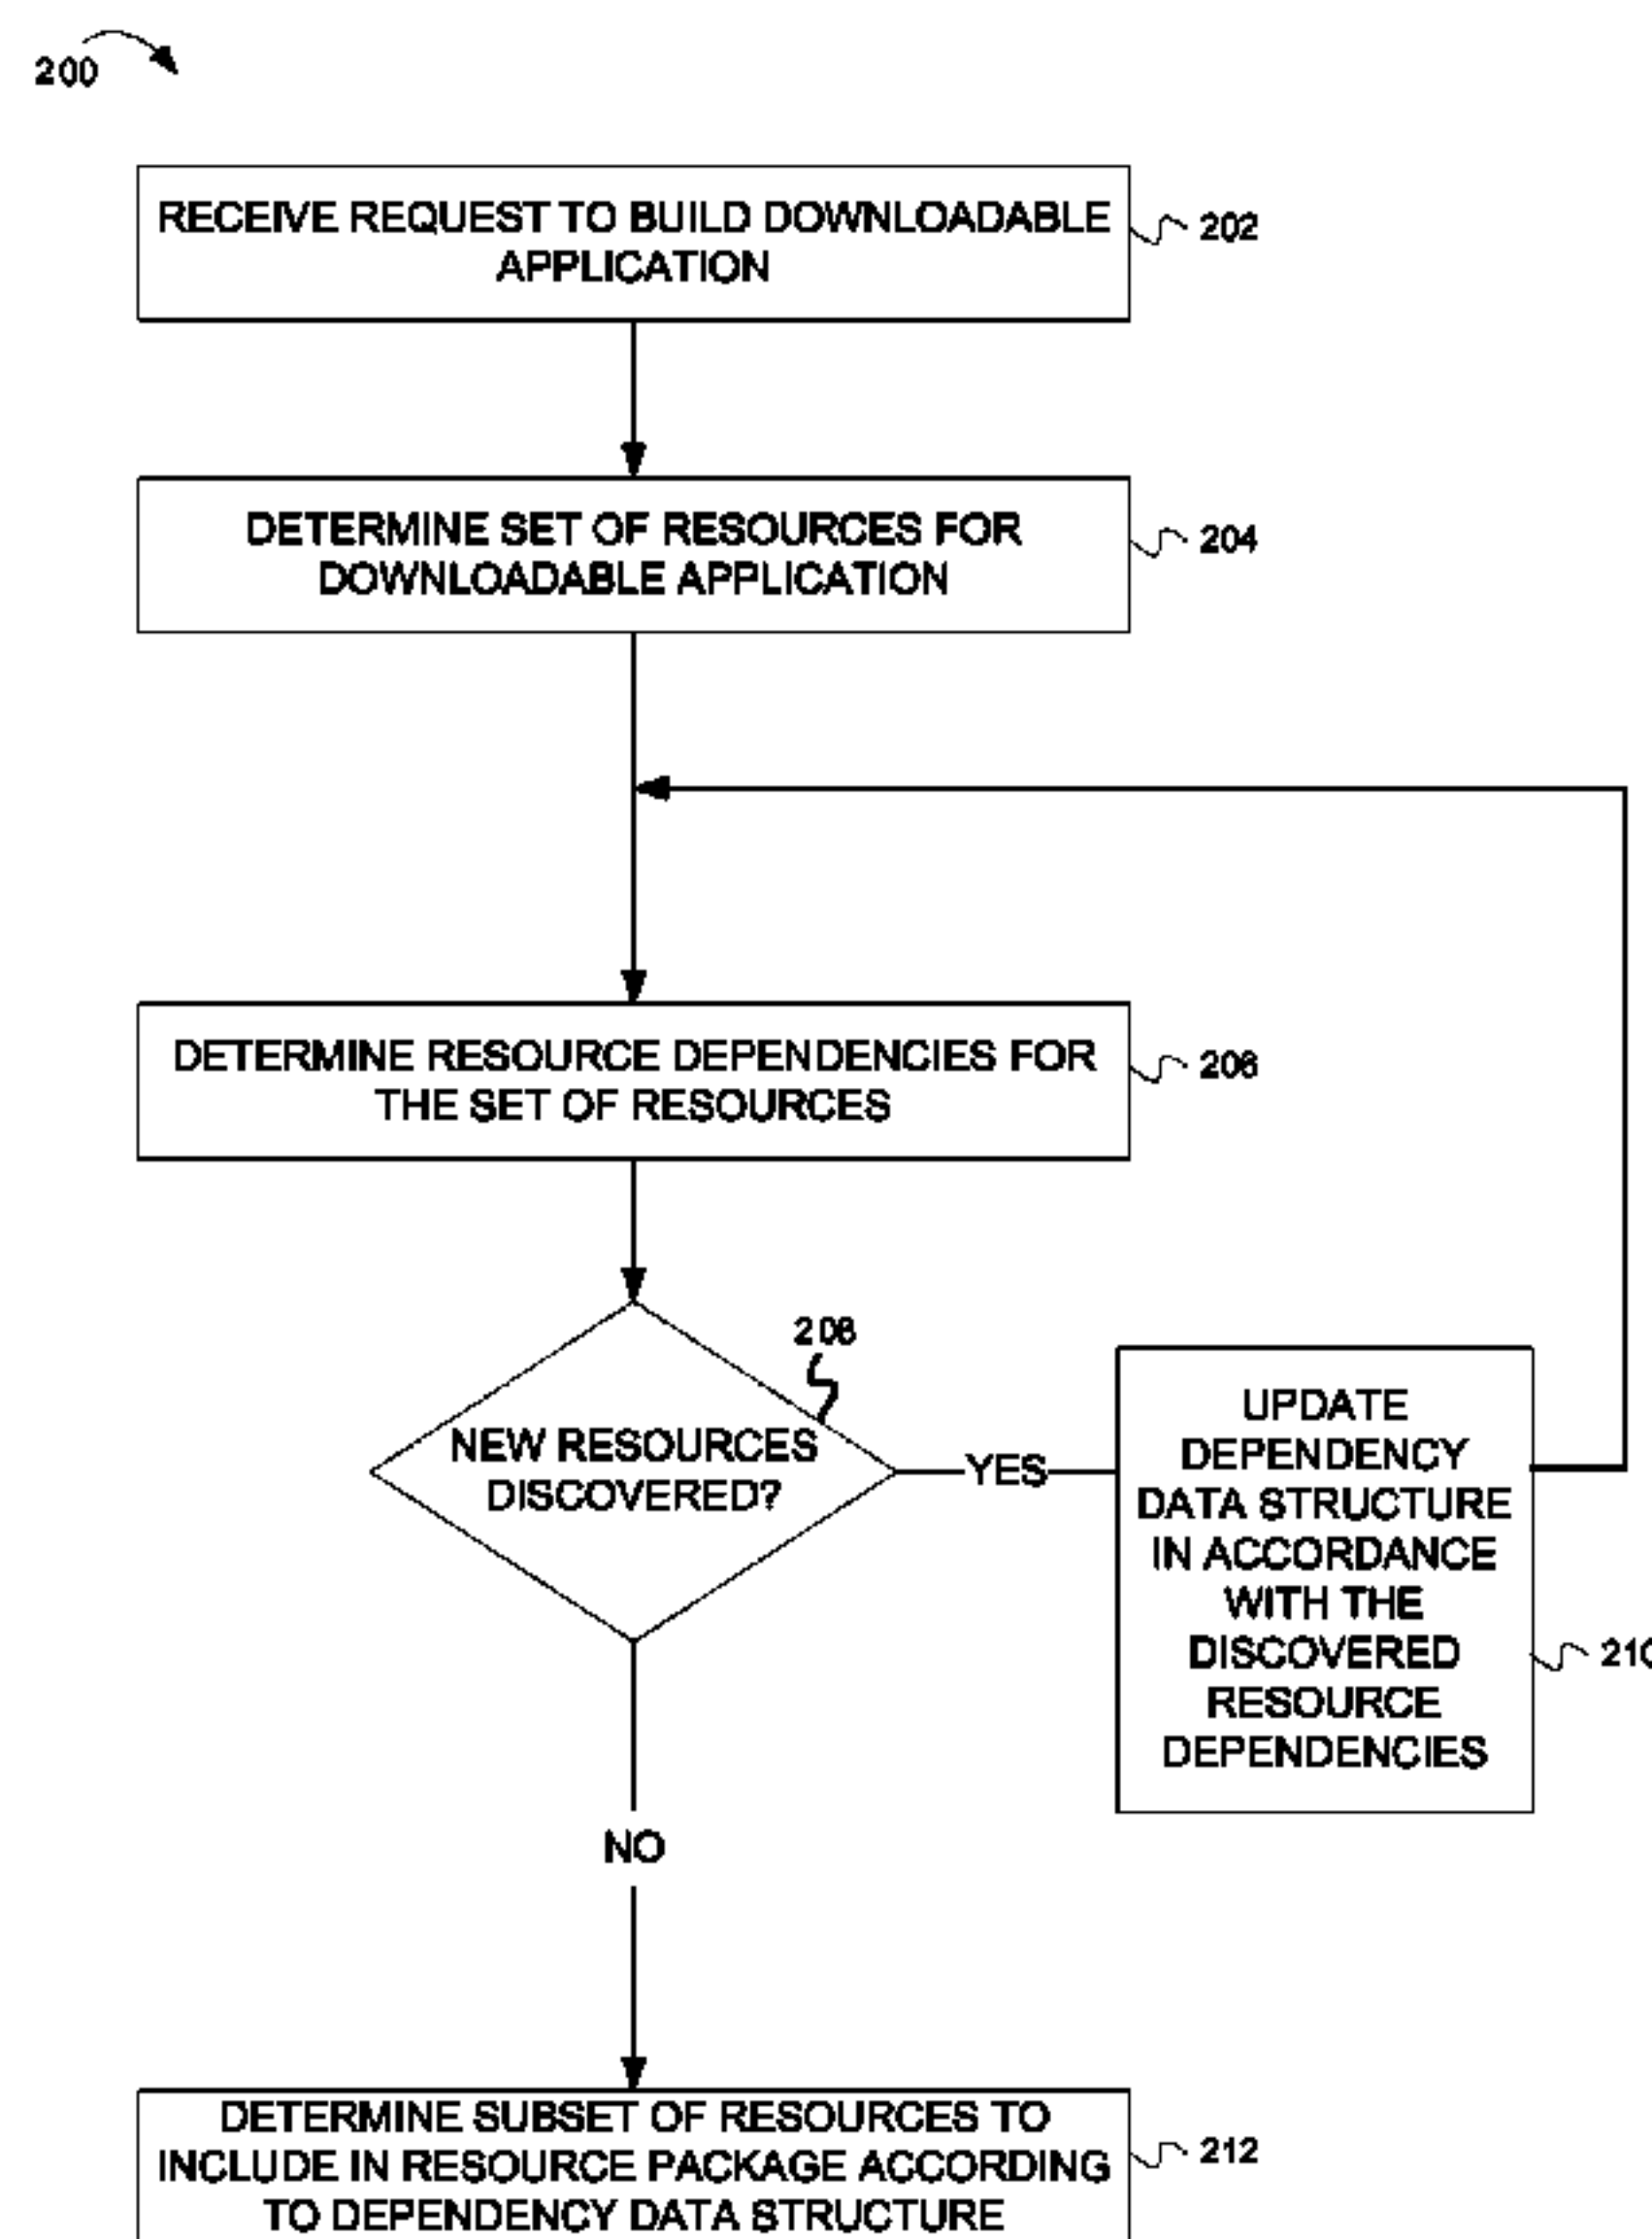 200
RECEIVE REQUEST TO BUILD DOWNLOADABLE
APPLICATION
202
DETERMINE SET OF RESOURCES FOR
DOWNLOADABLE APPLICATION
204
DETERMINE RESOURCE DEPENDENCIES FOR
THE SET OF RESOURCES
206
208
NEW RESOURCES
DISCOVERED?
YES
UPDATE
DEPENDENCY
DATA STRUCTURE
IN ACCORDANCE
WITH THE
DISCOVERED
RESOURCE
DEPENDENCIES
210
NO
DETERMINE SUBSET OF RESOURCES TO
INCLUDE IN RESOURCE PACKAGE ACCORDING
TO DEPENDENCY DATA STRUCTURE
212